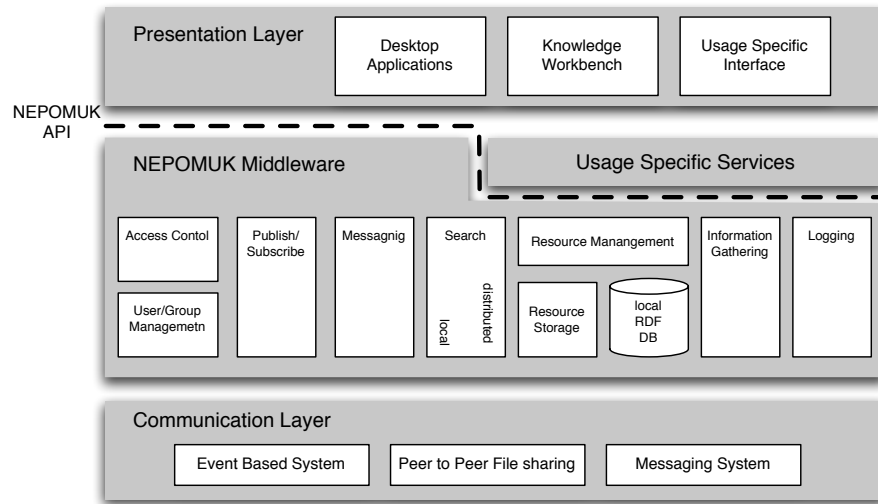 Presentation Layer
Desktop
Applications
Knowledge
Workbench
Usage Specific
Interface
NEPOMUK
API
NEPOMUK Middleware
Usage Specific Services
Access Contol
User/Group
Managemetn
Publish/
Subscribe
Messagnig
Search
local
distributed
Resource Manangement
Resource
Storage
local
RDF
DB
Information
Gathering
Logging
Communication Layer
Event Based System
Peer to Peer File sharing
Messaging System